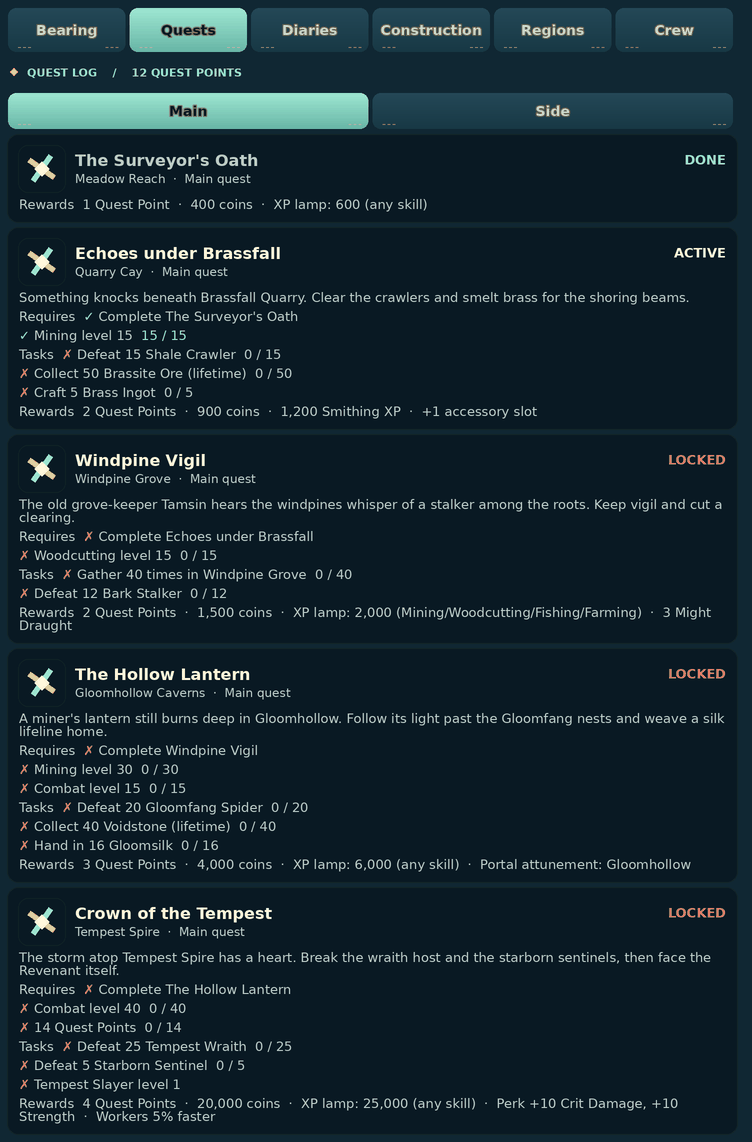 Bearing Quests Diaries Construction Regions Crew
QUEST LOG / 12 QUEST POINTS
Main Side
The Surveyor's Oath DONE
Meadow Reach · Main quest
Rewards 1 Quest Point · 400 coins · XP lamp: 600 (any skill)
Echoes under Brassfall ACTIVE
Quarry Cay · Main quest
Something knocks beneath Brassfall Quarry. Clear the crawlers and smelt brass for the shoring beams.
Requires ✓ Complete The Surveyor's Oath
✓ Mining level 15 15 / 15
Tasks ✗ Defeat 15 Shale Crawler 0 / 15
✗ Collect 50 Brassite Ore (lifetime) 0 / 50
✗ Craft 5 Brass Ingot 0 / 5
Rewards 2 Quest Points · 900 coins · 1,200 Smithing XP · +1 accessory slot
Windpine Vigil LOCKED
Windpine Grove · Main quest
The old grove-keeper Tamsin hears the windpines whisper of a stalker among the roots. Keep vigil and cut a
clearing.
Requires ✗ Complete Echoes under Brassfall
✗ Woodcutting level 15 0 / 15
Tasks ✗ Gather 40 times in Windpine Grove 0 / 40
✗ Defeat 12 Bark Stalker 0 / 12
Rewards 2 Quest Points · 1,500 coins · XP lamp: 2,000 (Mining/Woodcutting/Fishing/Farming) · 3 Might
Draught
The Hollow Lantern LOCKED
Gloomhollow Caverns · Main quest
A miner's lantern still burns deep in Gloomhollow. Follow its light past the Gloomfang nests and weave a silk
lifeline home.
Requires ✗ Complete Windpine Vigil
✗ Mining level 30 0 / 30
✗ Combat level 15 0 / 15
Tasks ✗ Defeat 20 Gloomfang Spider 0 / 20
✗ Collect 40 Voidstone (lifetime) 0 / 40
✗ Hand in 16 Gloomsilk 0 / 16
Rewards 3 Quest Points · 4,000 coins · XP lamp: 6,000 (any skill) · Portal attunement: Gloomhollow
Crown of the Tempest LOCKED
Tempest Spire · Main quest
The storm atop Tempest Spire has a heart. Break the wraith host and the starborn sentinels, then face the
Revenant itself.
Requires ✗ Complete The Hollow Lantern
✗ Combat level 40 0 / 40
✗ 14 Quest Points 0 / 14
Tasks ✗ Defeat 25 Tempest Wraith 0 / 25
✗ Defeat 5 Starborn Sentinel 0 / 5
✗ Tempest Slayer level 1
Rewards 4 Quest Points · 20,000 coins · XP lamp: 25,000 (any skill) · Perk +10 Crit Damage, +10
Strength · Workers 5% faster